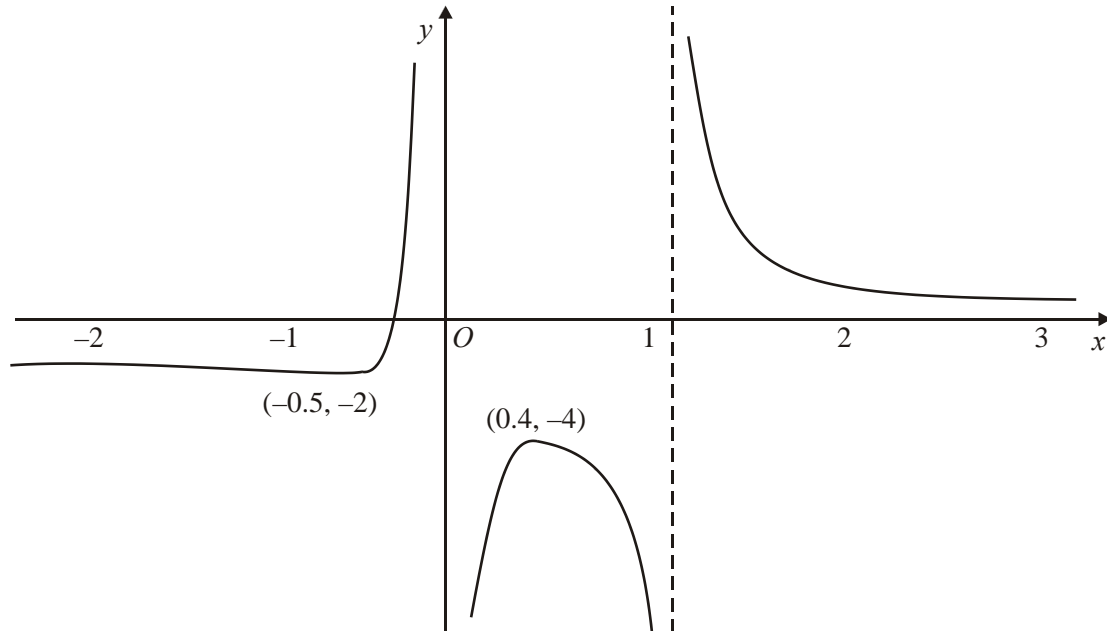 y
–2 –1 O 1 2 3 x
(–0.5, –2)
(0.4, –4)